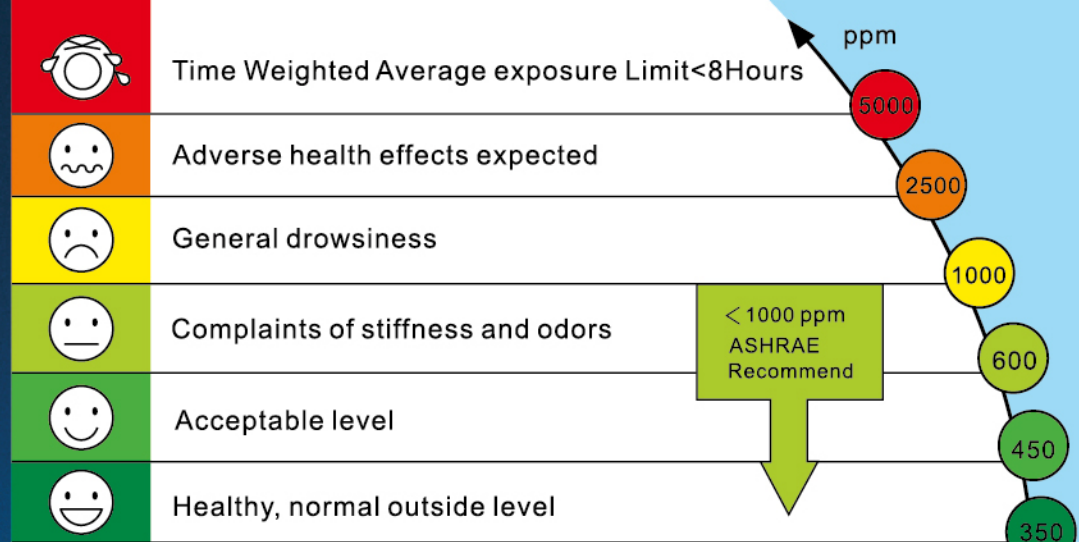 ppm
Time Weighted Average exposure Limit<8Hours
5000
Adverse health effects expected
2500
General drowsiness
1000
Complaints of stiffness and odors
<1000 ppm
ASHRAE
Recommend
600
Acceptable level
450
Healthy, normal outside level
350